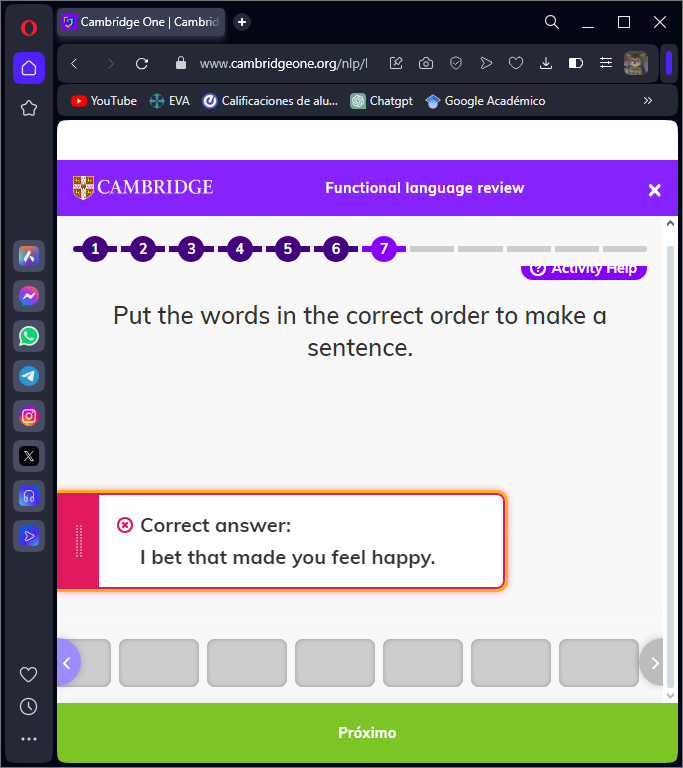 Cambridge One | Cambrid
www.cambridgeone.org/nlp/l
YouTube
EVA
Calificaciones de alu...
Chatgpt
Google Académico
CAMBRIDGE
Functional language review
1 2 3 4 5 6 7
Activity Help
Put the words in the correct order to make a
sentence.
Correct answer:
I bet that made you feel happy.
Próximo